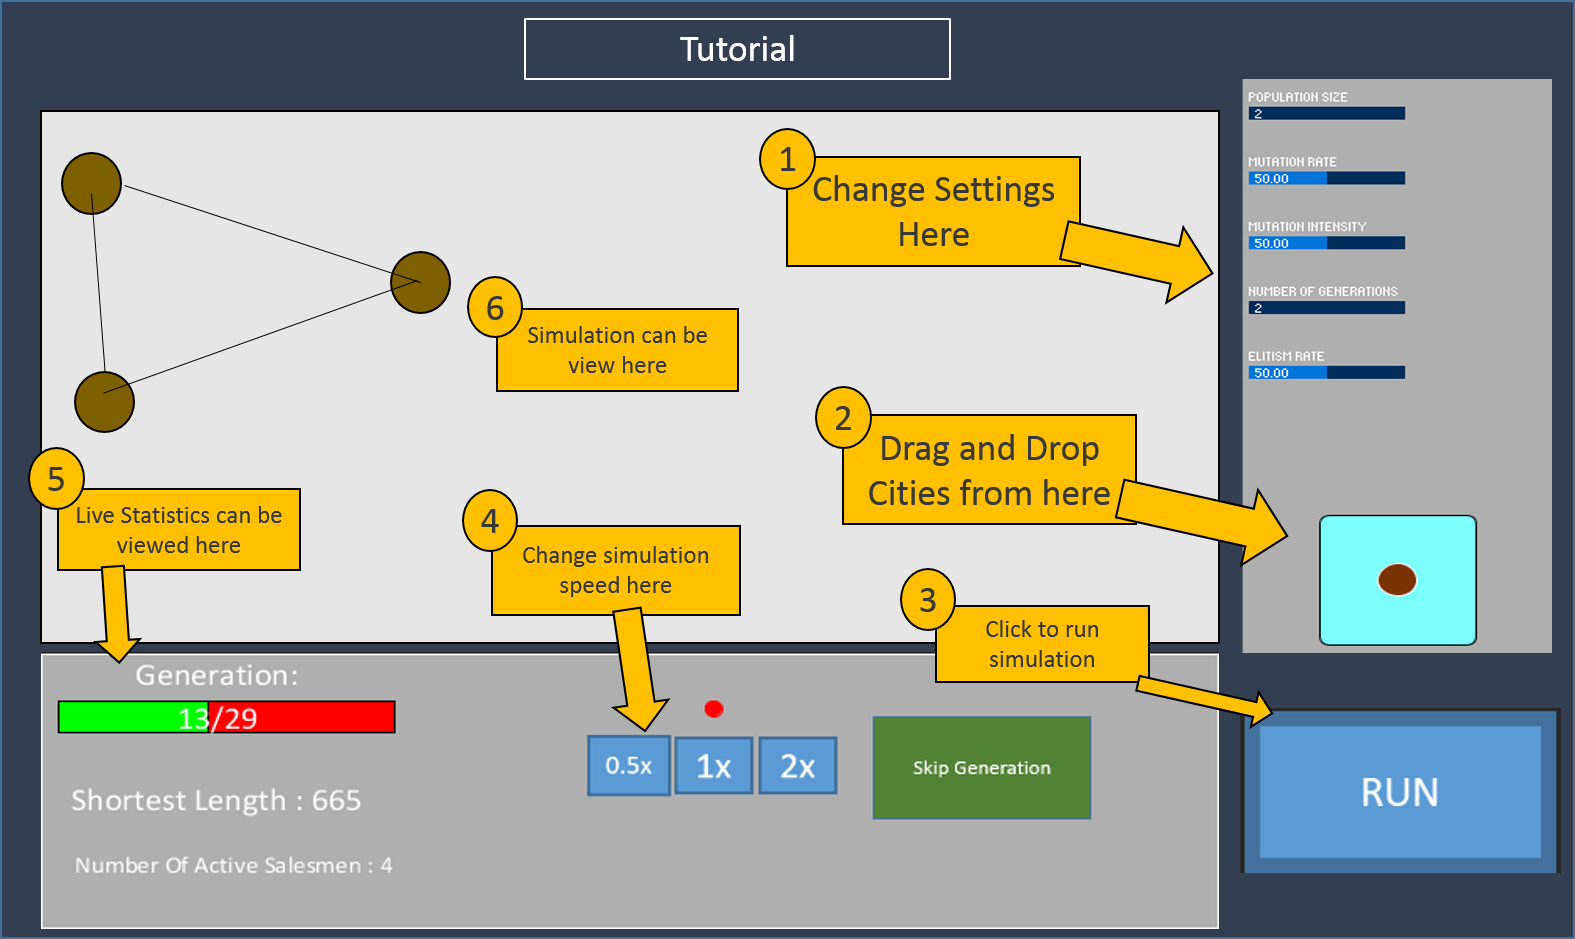 Tutorial
1
Change Settings
Here
POPULATION SIZE
2
MUTATION RATE
50.00
MUTATION INTENSITY
50.00
NUMBER OF GENERATIONS
2
ELITISM RATE
50.00
6
Simulation can be
view here
2
Drag and Drop
Cities from here
5
Live Statistics can be
viewed here
4
Change simulation
speed here
3
Click to run
simulation
Generation:
13/29
Shortest Length : 665
Number Of Active Salesmen : 4
0.5x
1x
2x
Skip Generation
RUN